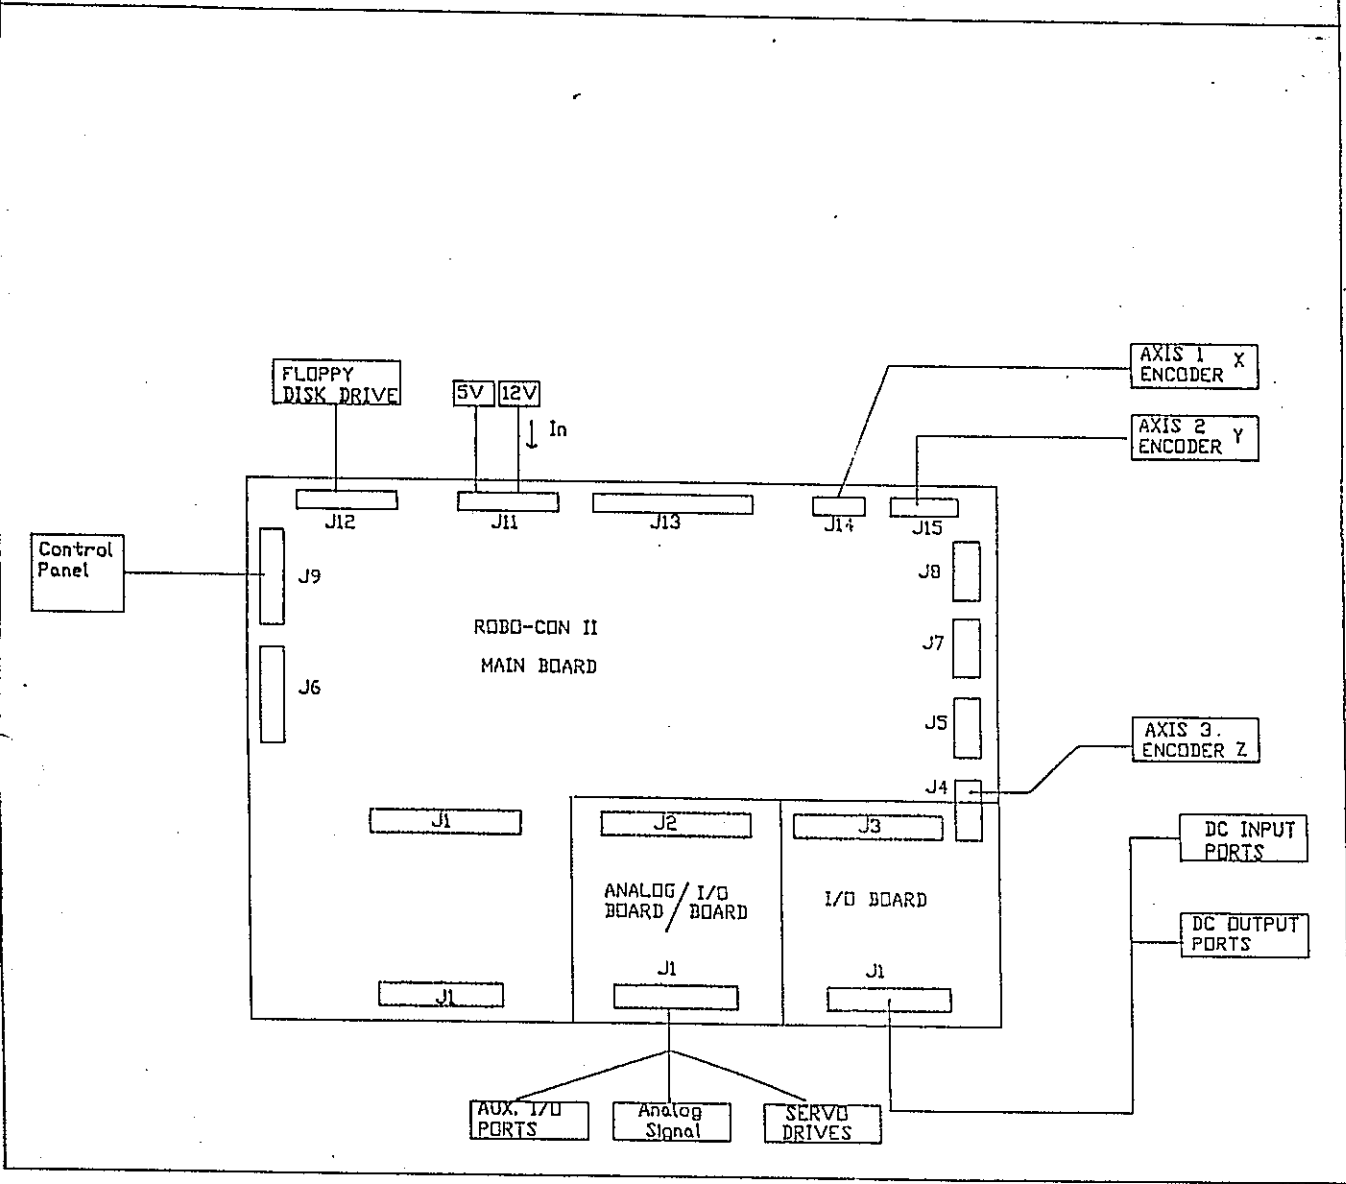 AXIS 1 X
ENCODER
FLOPPY
DISK DRIVE
5V
12V
In
AXIS 2 Y
ENCODER
J12
J11
J13
J14
J15
Control
Panel
J9
J8
ROBO-CON II
MAIN BOARD
J7
J6
J5
AXIS 3.
ENCODER Z
J4
J1
J2
J3
DC INPUT
PORTS
ANALOG / I/O
BOARD / BOARD
I/O BOARD
DC OUTPUT
PORTS
J1
J1
J1
AUX. I/O
PORTS
Analog
Signal
SERVO
DRIVES